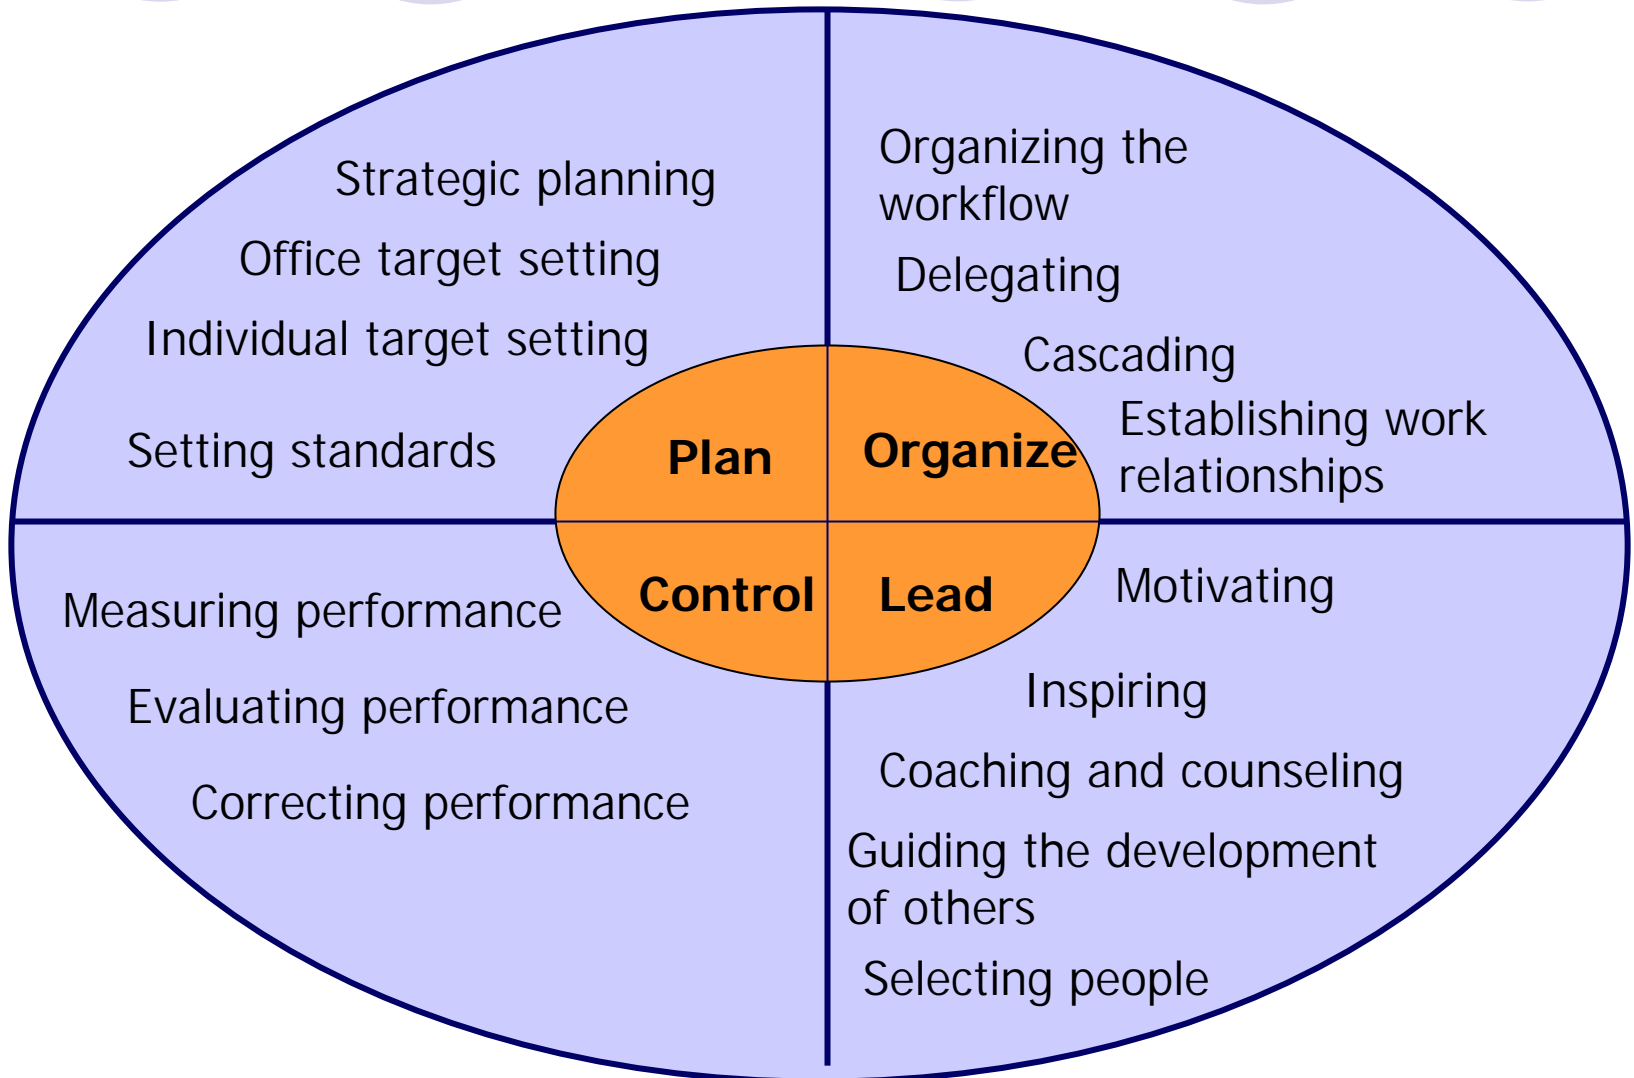 Strategic planning
Office target setting
Individual target setting
Setting standards
Plan
Organizing the
workflow
Delegating
Cascading
Establishing work
relationships
Organize
Measuring performance
Evaluating performance
Correcting performance
Control
Lead
Motivating
Inspiring
Coaching and counseling
Guiding the development
of others
Selecting people